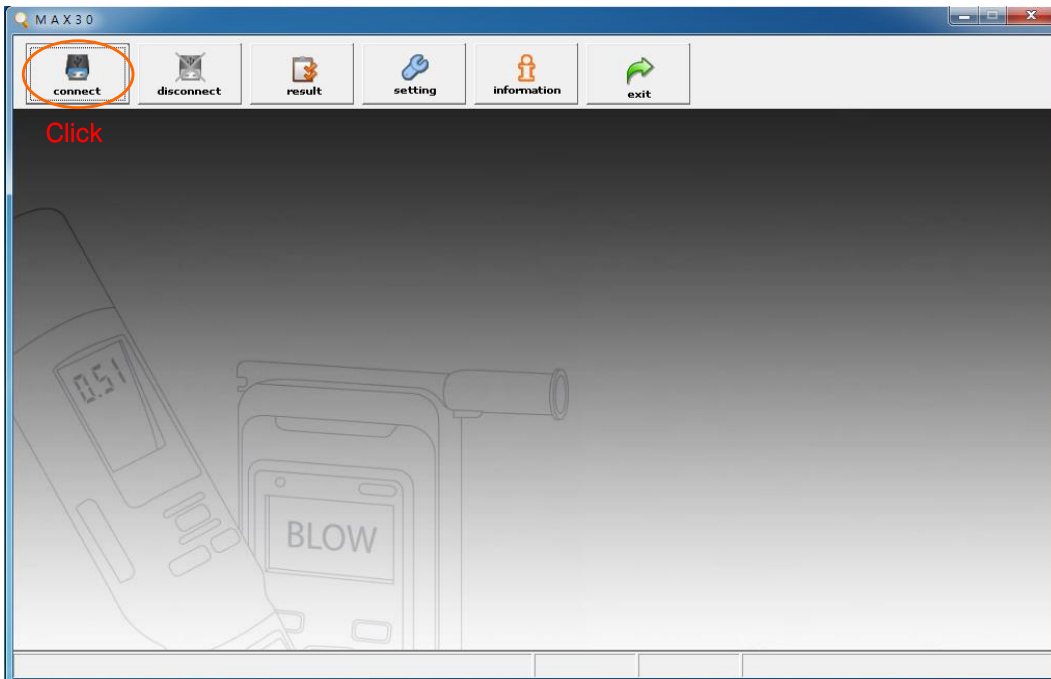 MAX30
connect disconnect result setting information exit
Click
0.51
BLOW